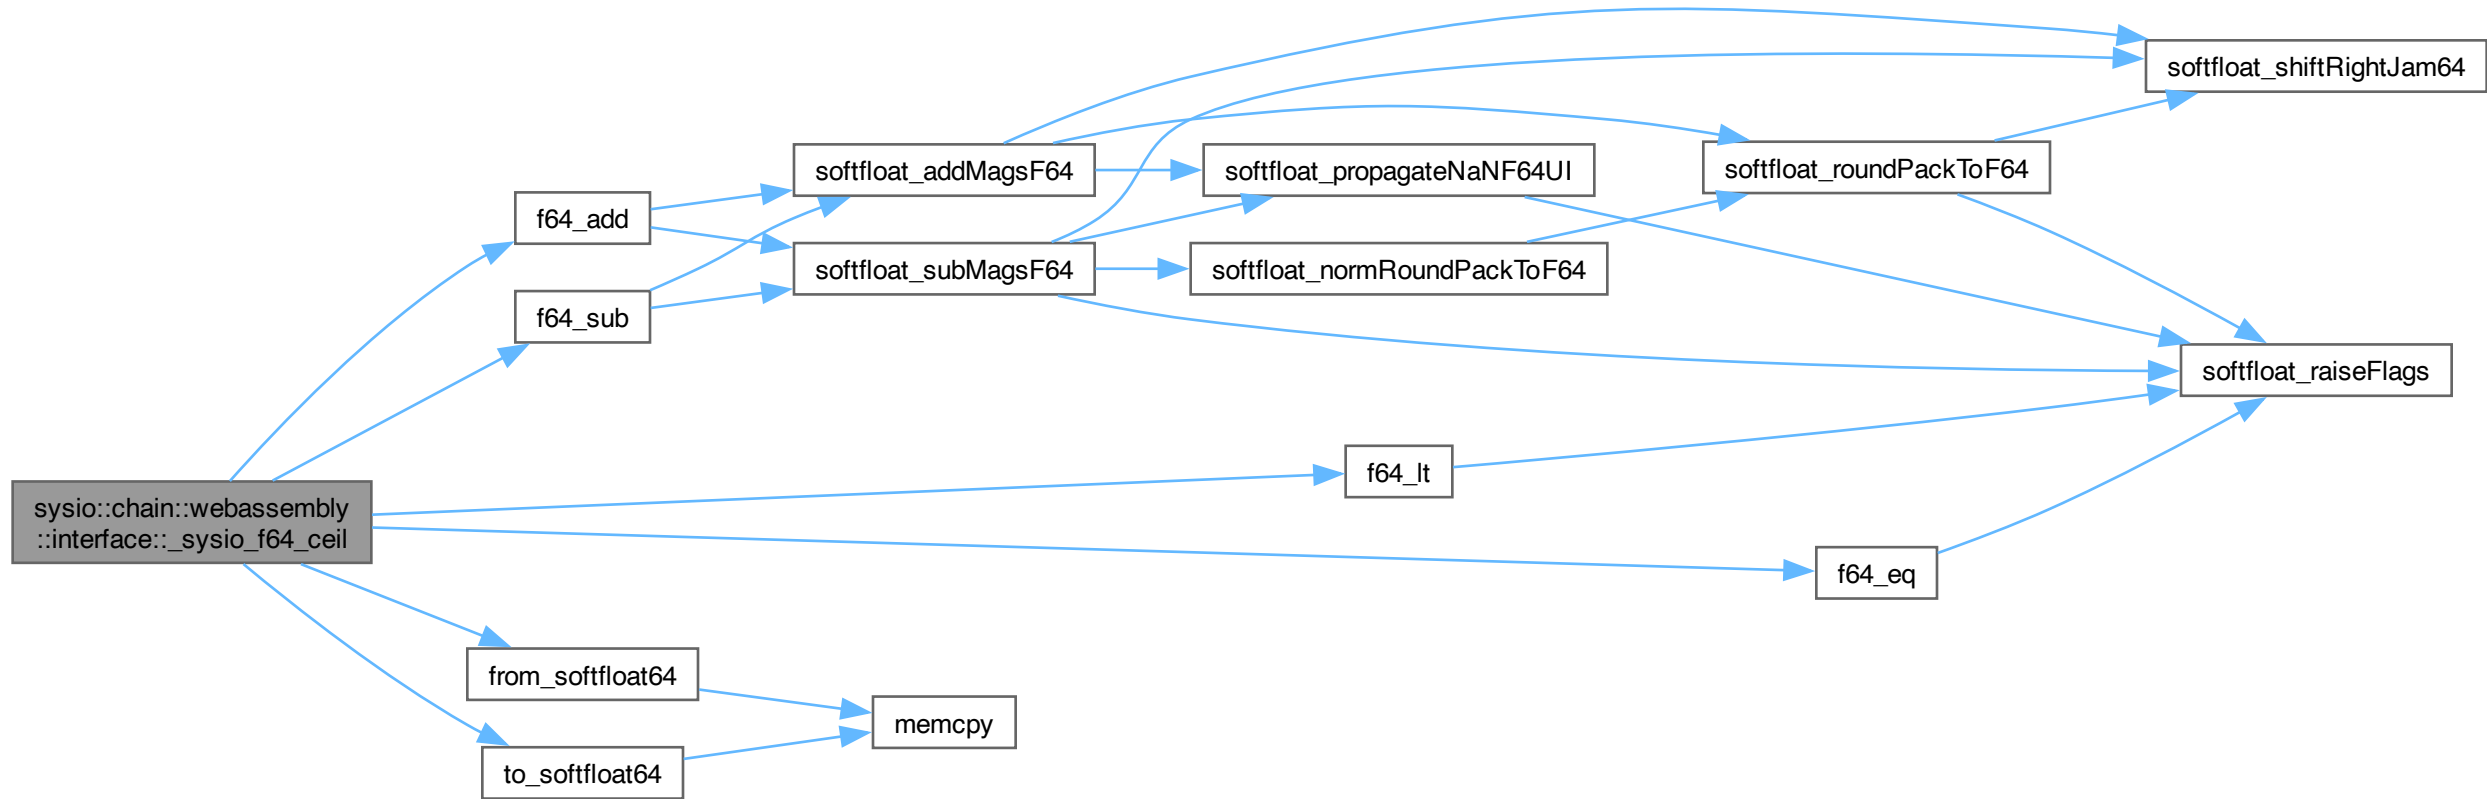 sysio::chain::webassembly
::interface::_sysio_f64_ceil
f64_add
f64_sub
softfloat_addMagsF64
softfloat_subMagsF64
softfloat_propagateNaNF64UI
softfloat_normRoundPackToF64
softfloat_roundPackToF64
softfloat_shiftRightJam64
softfloat_raiseFlags
f64_lt
f64_eq
from_softfloat64
to_softfloat64
memcpy